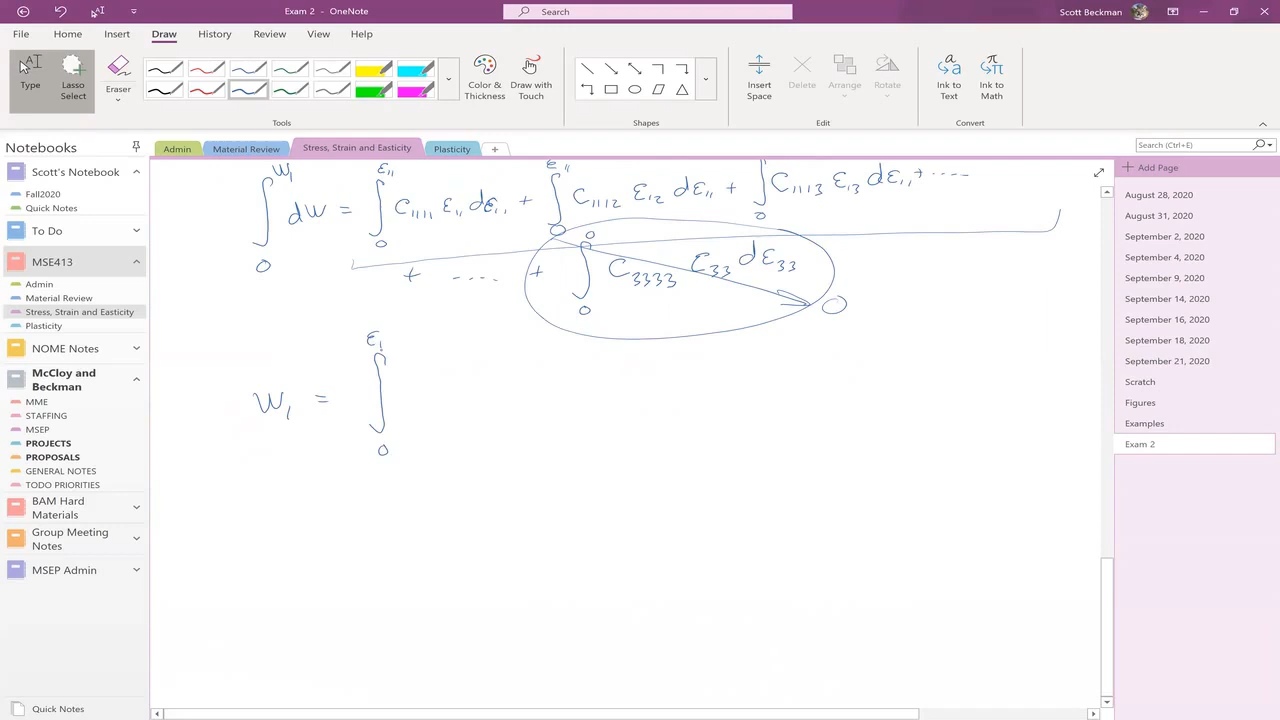 Exam 2 - OneNote
Search
Scott Beckman
File Home Insert Draw History Review View Help
Type
Lasso Select
Eraser
Color & Thickness
Draw with Touch
Insert Space
Delete
Arrange
Rotate
Ink to Text
Ink to Math
Tools
Shapes
Edit
Convert
Notebooks
Admin
Material Review
Stress, Strain and Easticity
Plasticity
Search (Ctrl+E)
Scott's Notebook
Fall2020
Quick Notes
To Do
MSE413
Admin
Material Review
Stress, Strain and Easticity
Plasticity
NOME Notes
McCloy and Beckman
MME
STAFFING
MSEP
PROJECTS
PROPOSALS
GENERAL NOTES
TODO PRIORITIES
BAM Hard Materials
Group Meeting Notes
MSEP Admin
Quick Notes
∫₀^W₁ dW = ∫₀^ε₁₁ C₁₁₁₁ ε₁₁ dε₁₁ + ∫₀^ε₁₁ C₁₁₁₂ ε₁₂ dε₁₁ + ∫₀ C₁₁₁₃ ε₁₃ dε₁₁ + ....
+ .... + ∫₀^0 C₃₃₃₃ ε₃₃ dε₃₃ 0
W₁ = ∫₀^ε₁
Add Page
August 28, 2020
August 31, 2020
September 2, 2020
September 4, 2020
September 9, 2020
September 14, 2020
September 16, 2020
September 18, 2020
September 21, 2020
Scratch
Figures
Examples
Exam 2